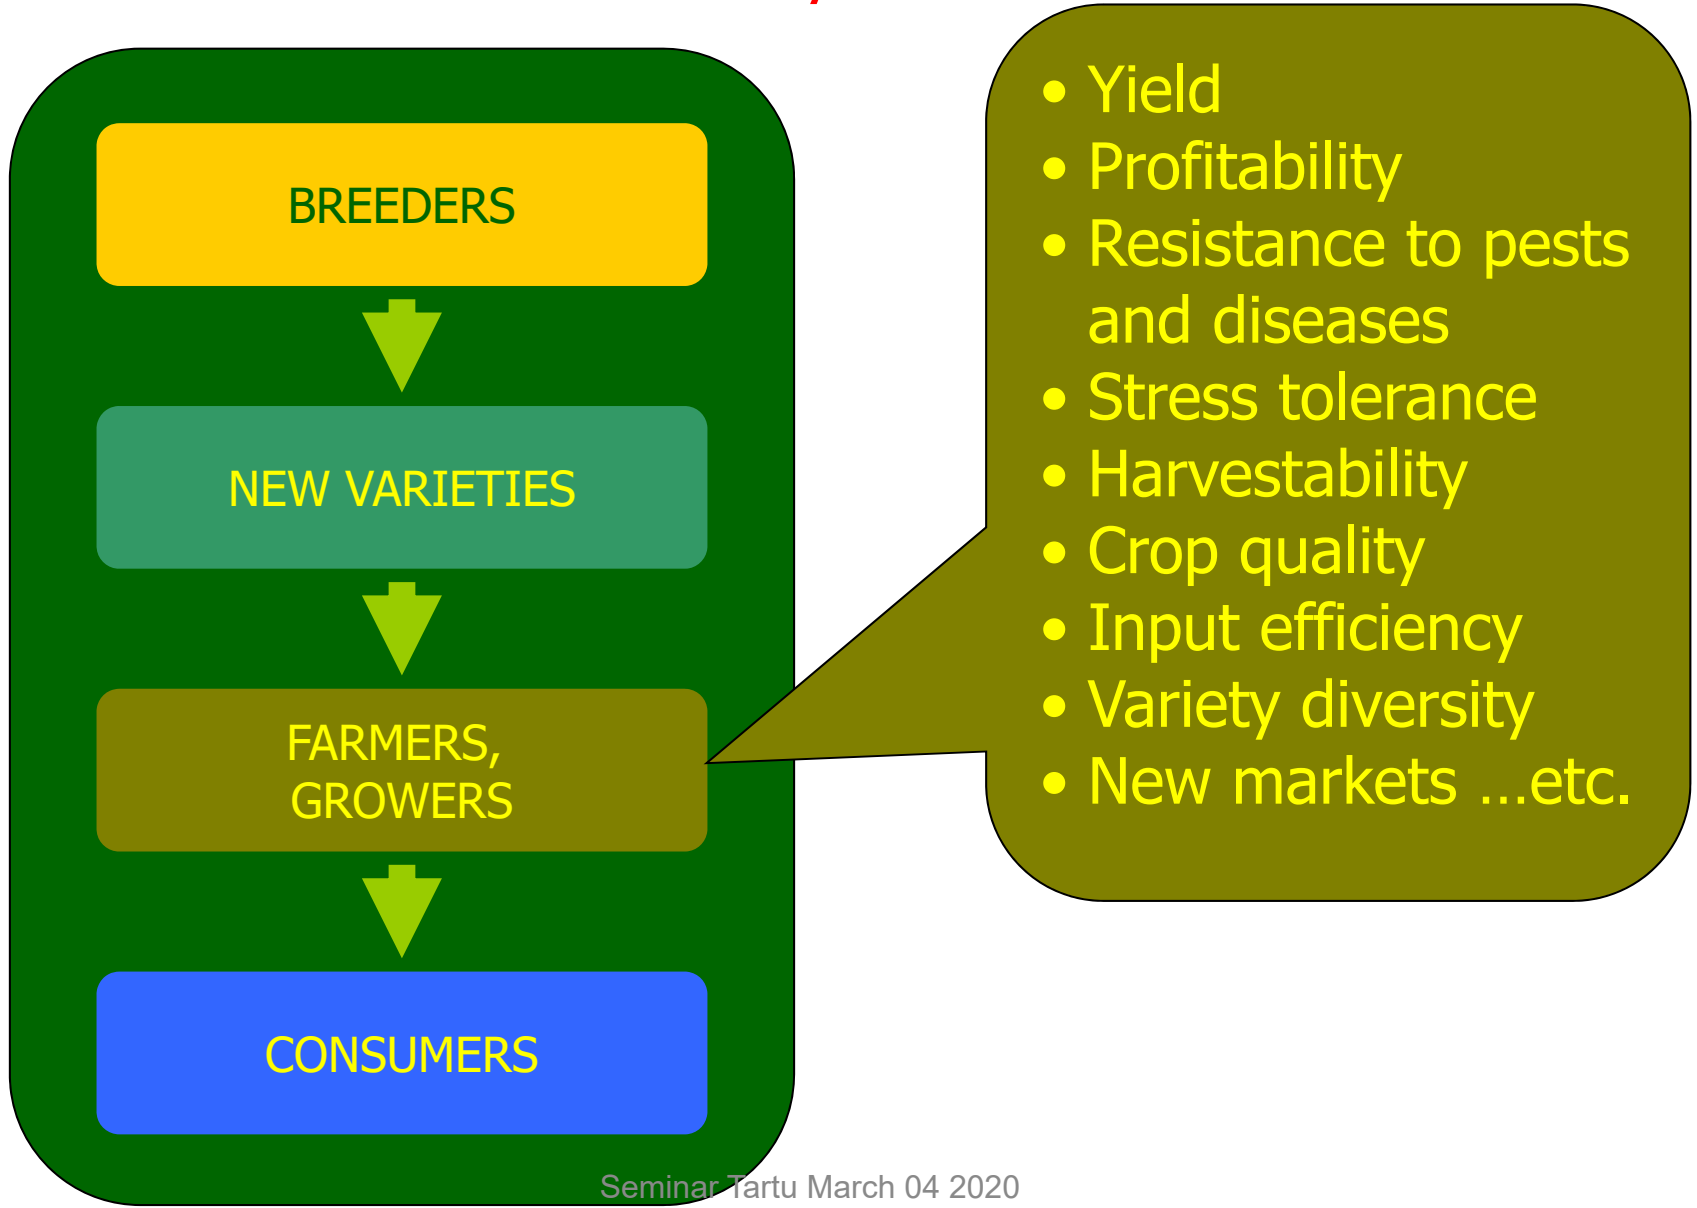 BREEDERS
NEW VARIETIES
FARMERS,
GROWERS
CONSUMERS
• Yield
• Profitability
• Resistance to pests
and diseases
• Stress tolerance
• Harvestability
• Crop quality
• Input efficiency
• Variety diversity
• New markets ...etc.
Seminar Tartu March 04 2020